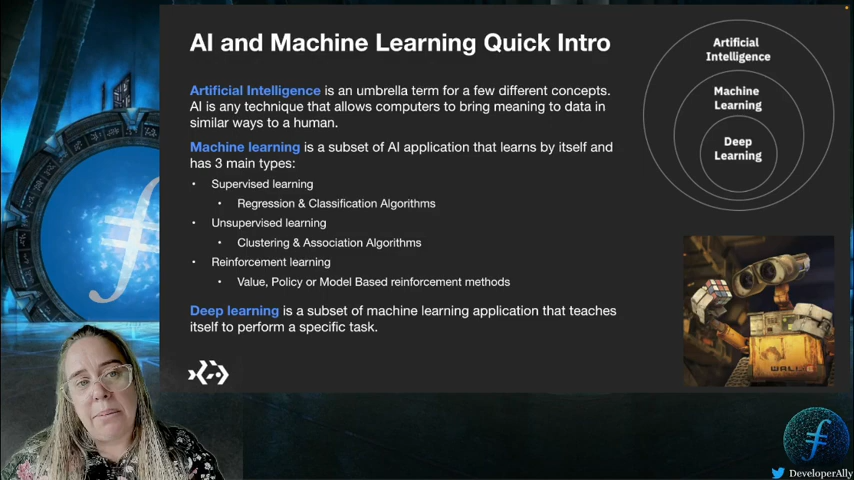 AI and Machine Learning Quick Intro
Artificial Intelligence is an umbrella term for a few different concepts.
AI is any technique that allows computers to bring meaning to data in
similar ways to a human.
Machine learning is a subset of AI application that learns by itself and
has 3 main types:
• Supervised learning
• Regression & Classification Algorithms
• Unsupervised learning
• Clustering & Association Algorithms
• Reinforcement learning
• Value, Policy or Model Based reinforcement methods
Deep learning is a subset of machine learning application that teaches
itself to perform a specific task.
Artificial
Intelligence
Machine
Learning
Deep
Learning
WALL•E
DeveloperAlly